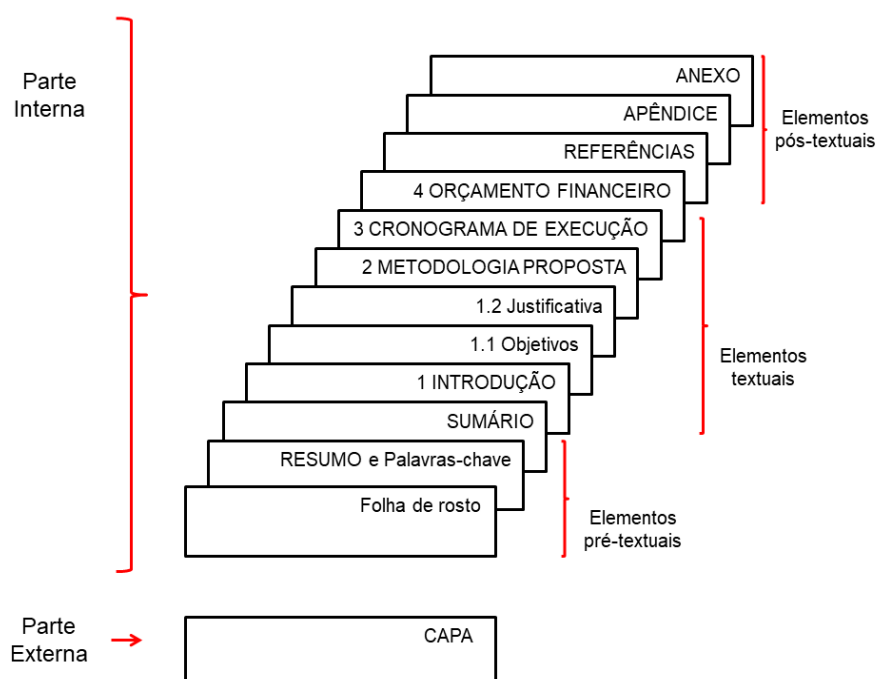 Parte
Interna
ANEXO
APÊNDICE
REFERÊNCIAS
4 ORÇAMENTO FINANCEIRO
3 CRONOGRAMA DE EXECUÇÃO
2 METODOLOGIA PROPOSTA
1.2 Justificativa
1.1 Objetivos
1 INTRODUÇÃO
SUMÁRIO
RESUMO e Palavras-chave
Folha de rosto
Elementos
pós-textuais
Elementos
textuais
Elementos
pré-textuais
Parte
Externa
CAPA